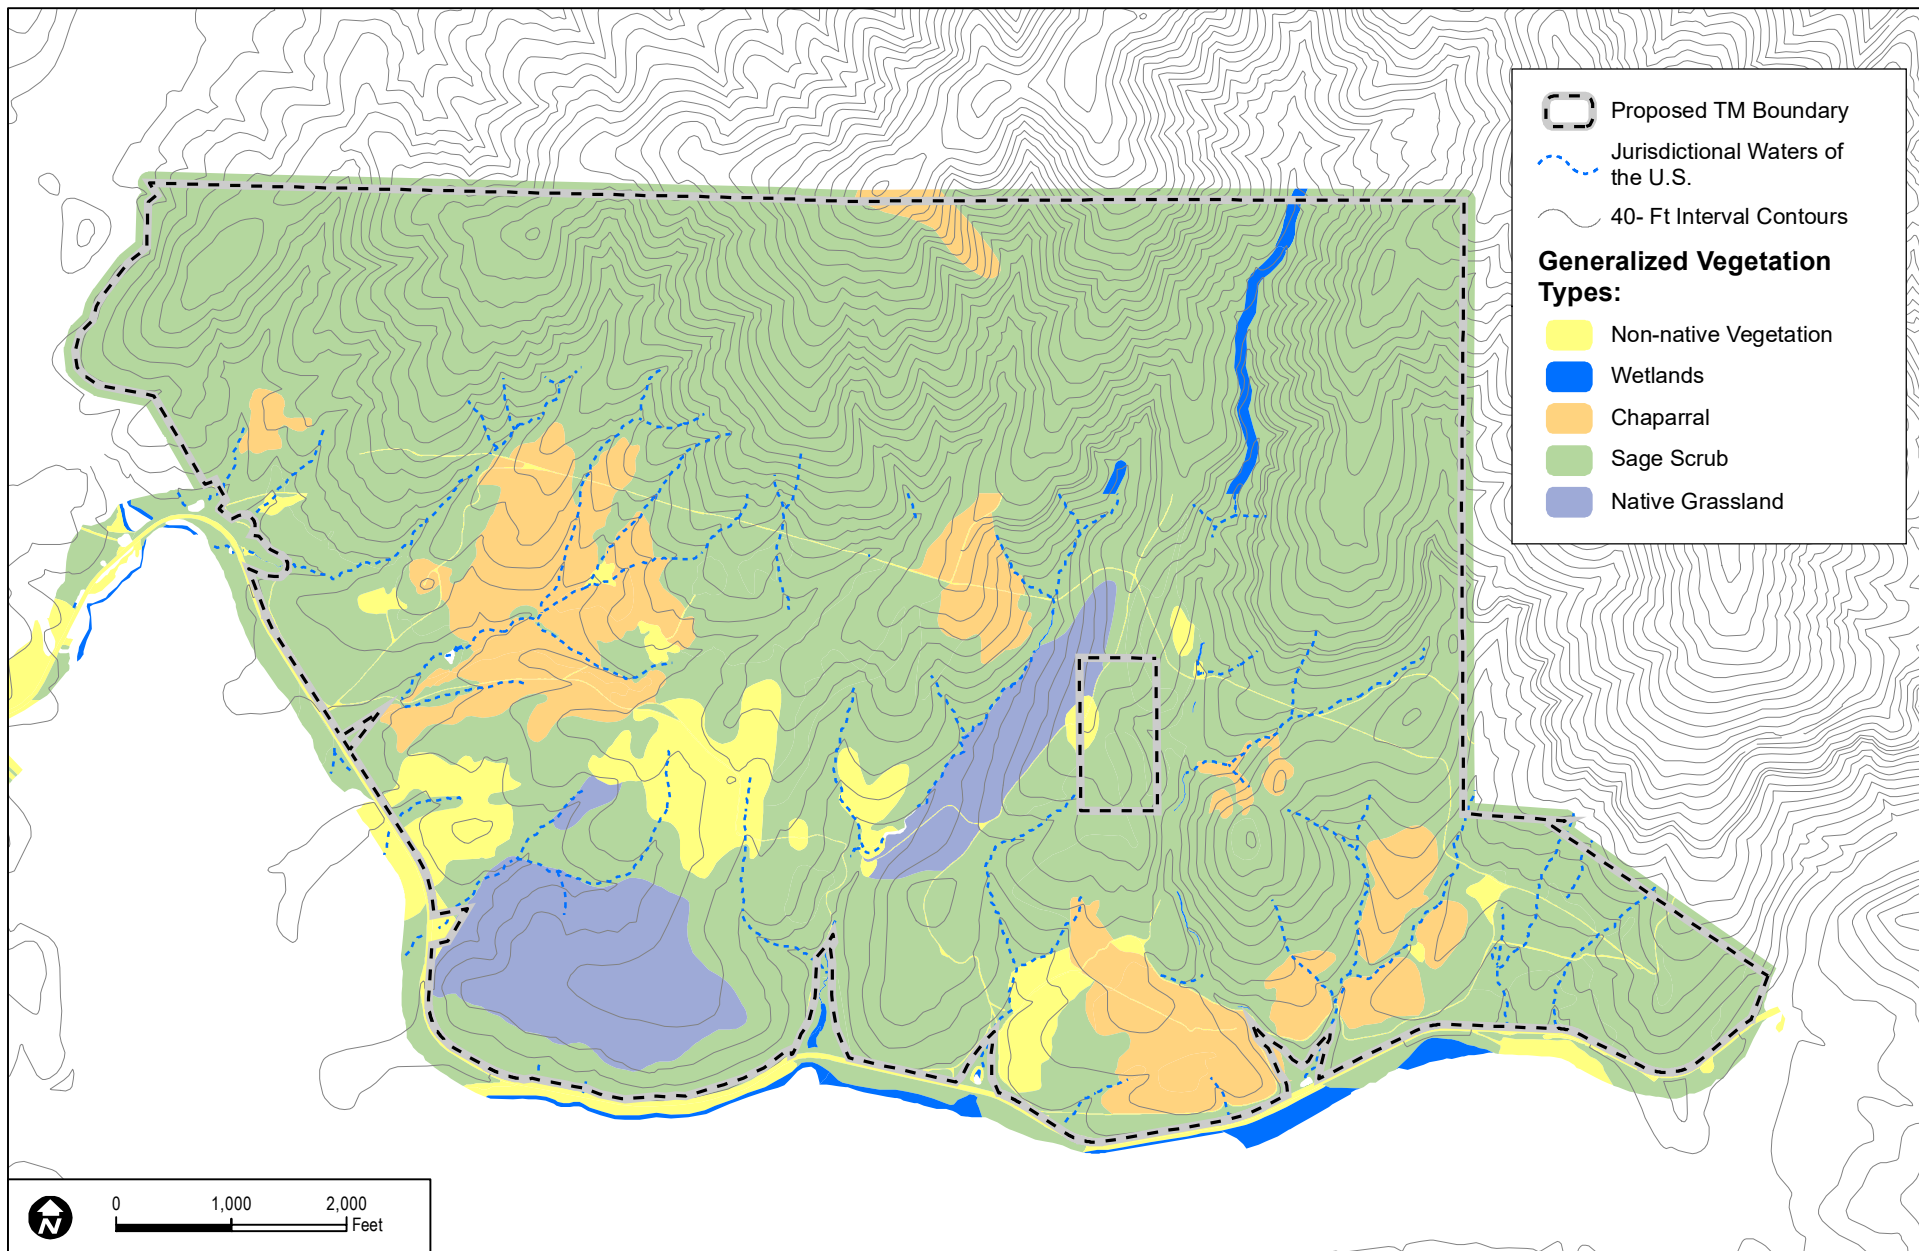 Proposed TM Boundary
Jurisdictional Waters of
the U.S.
40- Ft Interval Contours
Generalized Vegetation
Types:
Non-native Vegetation
Wetlands
Chaparral
Sage Scrub
Native Grassland
N
0 1,000 2,000
Feet